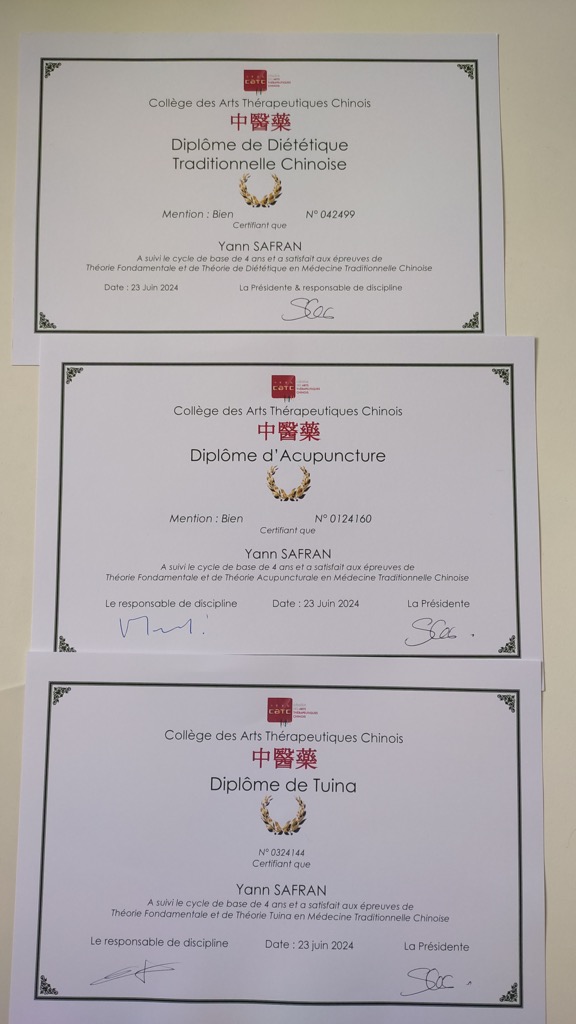 CATC
Collège des Arts Thérapeutiques Chinois
中醫藥
Diplôme de Diététique
Traditionnelle Chinoise
Mention : Bien N° 042499
Certifiant que
Yann SAFRAN
A suivi le cycle de base de 4 ans et a satisfait aux épreuves de
Théorie Fondamentale et de Théorie de Diététique en Médecine Traditionnelle Chinoise
Date : 23 Juin 2024 La Présidente & responsable de discipline
CATC
Collège des Arts Thérapeutiques Chinois
中醫藥
Diplôme d'Acupuncture
Mention : Bien N° 0124160
Certifiant que
Yann SAFRAN
A suivi le cycle de base de 4 ans et a satisfait aux épreuves de
Théorie Fondamentale et de Théorie Acupuncturale en Médecine Traditionnelle Chinoise
Le responsable de discipline Date : 23 Juin 2024 La Présidente
CATC
Collège des Arts Thérapeutiques Chinois
中醫藥
Diplôme de Tuina
N° 0324144
Certifiant que
Yann SAFRAN
A suivi le cycle de base de 4 ans et a satisfait aux épreuves de
Théorie Fondamentale et de Théorie Tuina en Médecine Traditionnelle Chinoise
Le responsable de discipline Date : 23 juin 2024 La Présidente